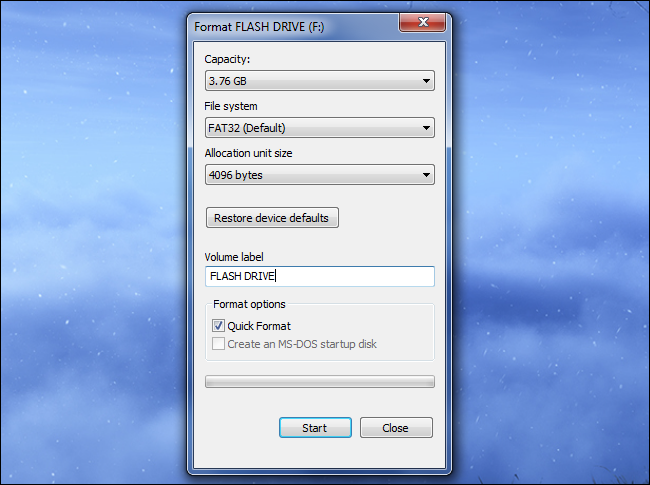 Format FLASH DRIVE (F:)
Capacity:
3.76 GB
File system
FAT32 (Default)
Allocation unit size
4096 bytes
Restore device defaults
Volume label
FLASH DRIVE
Format options
Quick Format
Create an MS-DOS startup disk
Start Close